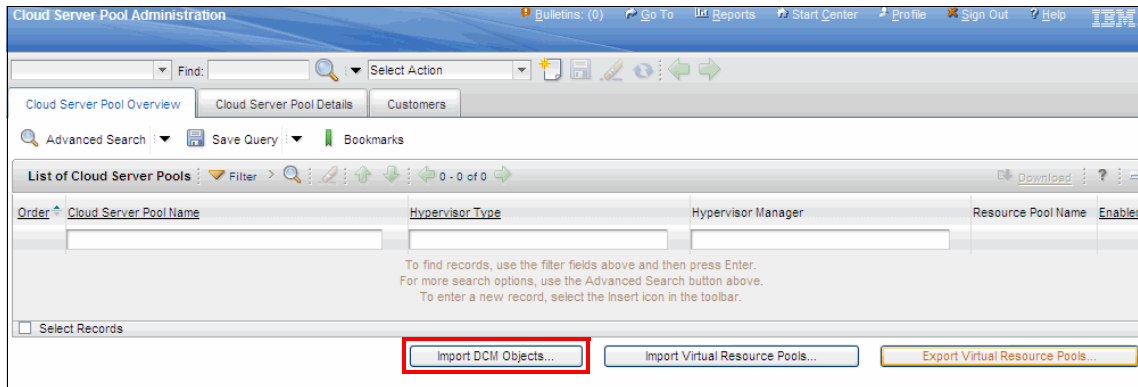 Cloud Server Pool Administration Bulletins: (0) Go To Reports Start Center Profile Sign Out ? Help IBM
Find: Select Action
Cloud Server Pool Overview Cloud Server Pool Details Customers
Advanced Search Save Query Bookmarks
List of Cloud Server Pools Filter > 0 - 0 of 0 Download ?
Order Cloud Server Pool Name Hypervisor Type Hypervisor Manager Resource Pool Name Enabled
To find records, use the filter fields above and then press Enter.
For more search options, use the Advanced Search button above.
To enter a new record, select the Insert icon in the toolbar.
Select Records
Import DCM Objects... Import Virtual Resource Pools... Export Virtual Resource Pools...